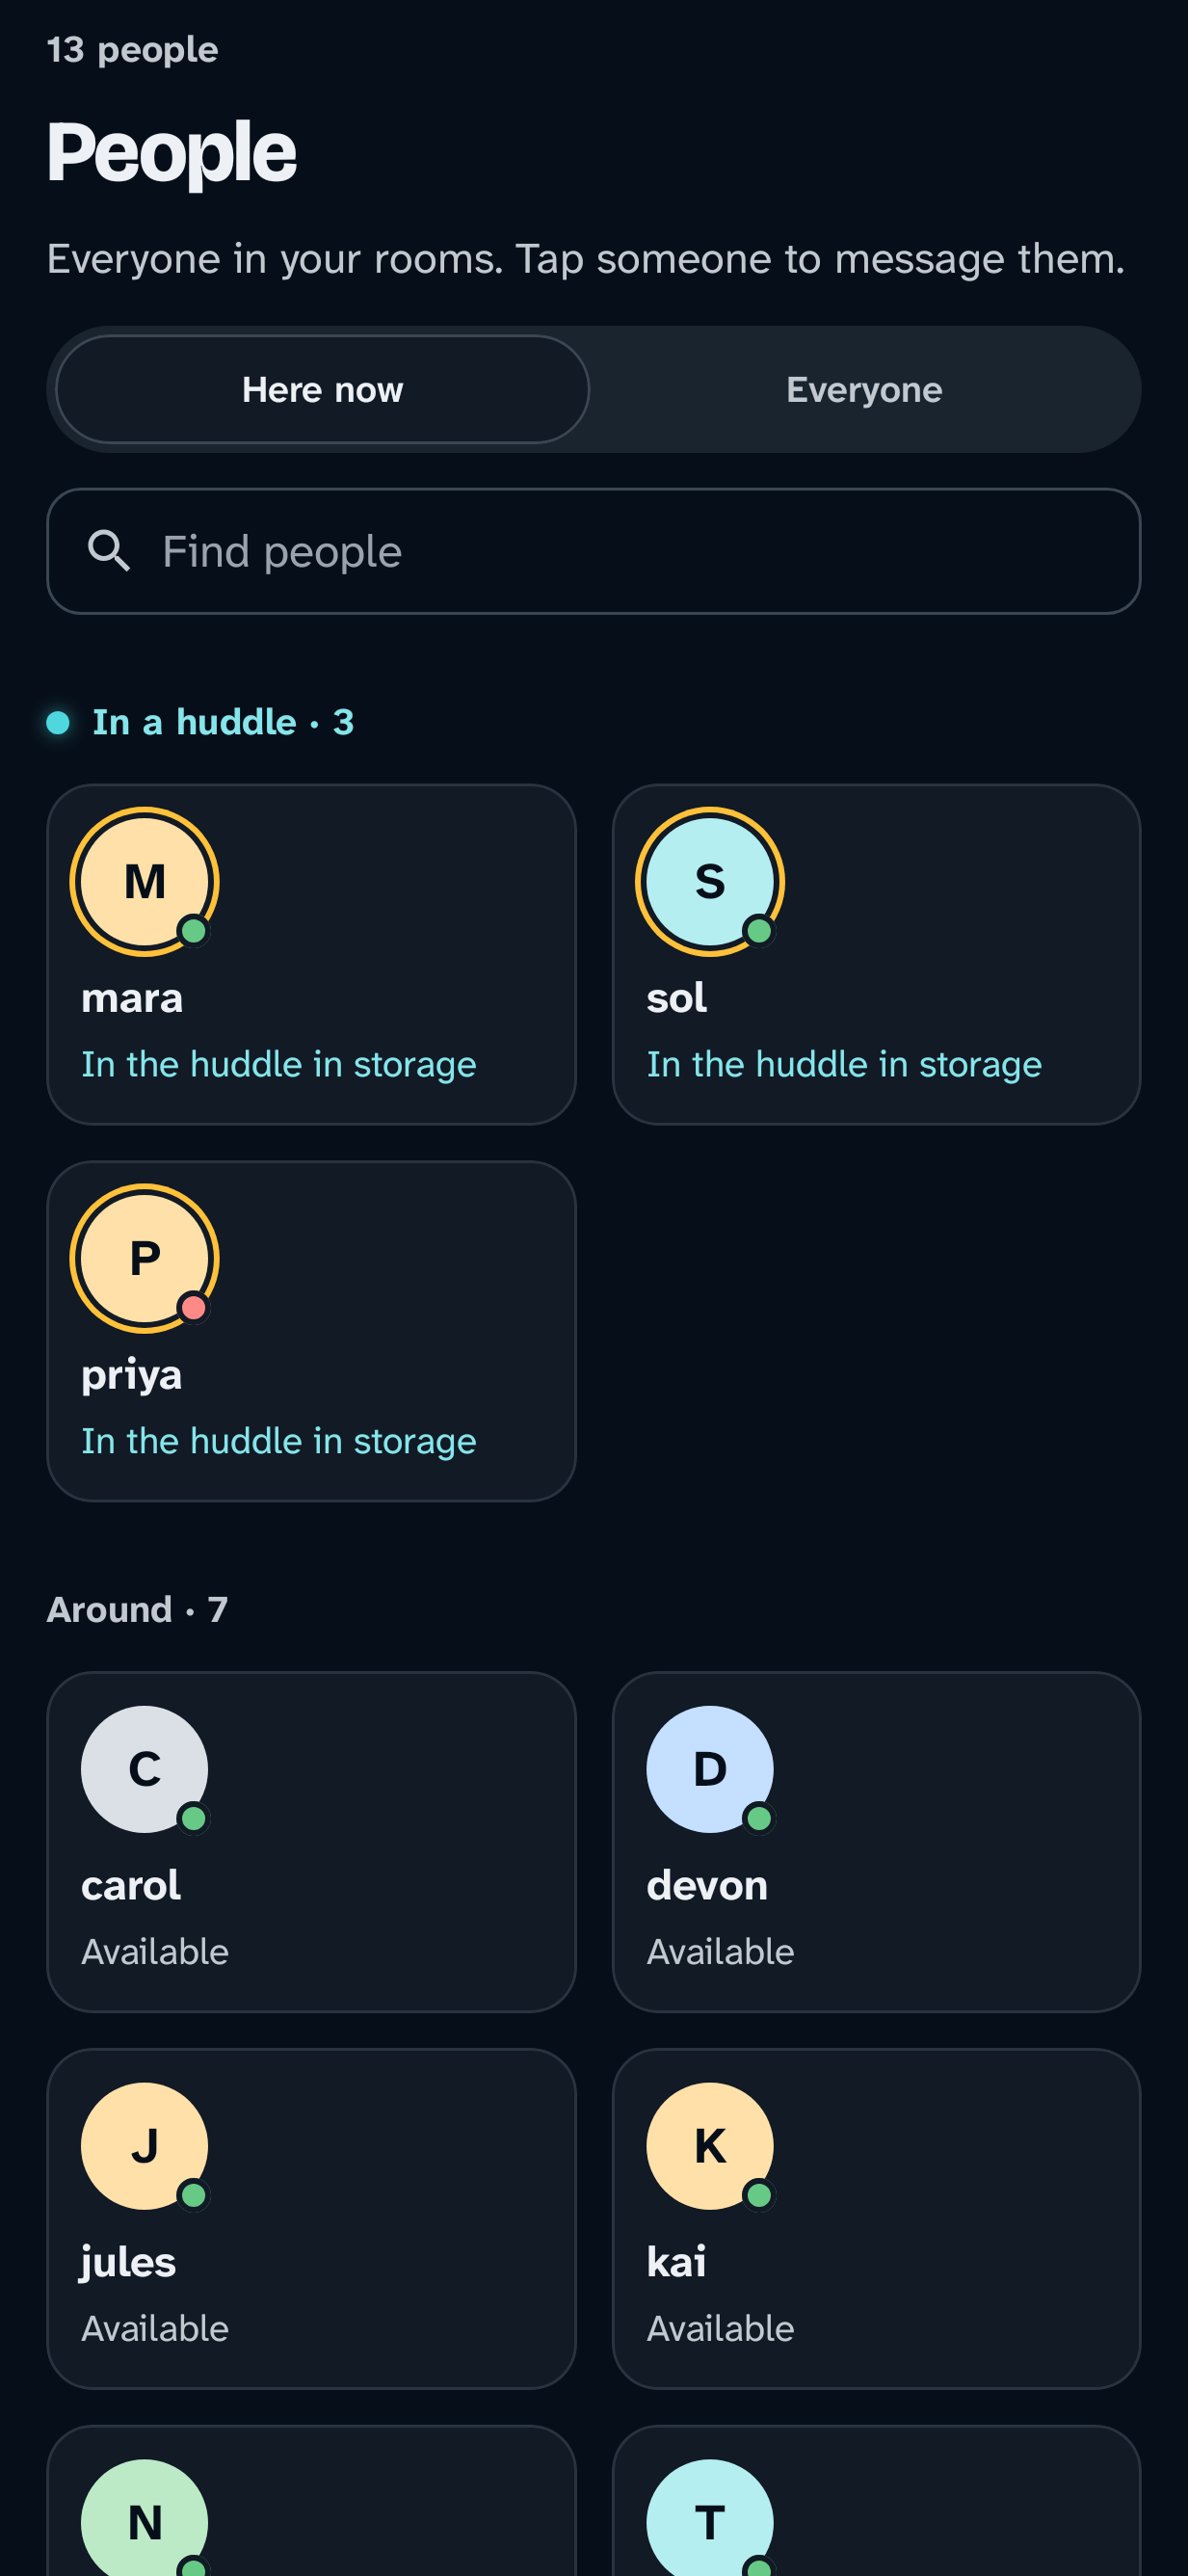 13 people
People
Everyone in your rooms. Tap someone to message them.
Here now
Everyone
Find people
In a huddle · 3
M
S
mara
sol
In the huddle in storage
In the huddle in storage
P
priya
In the huddle in storage
Around · 7
C
D
carol
devon
Available
Available
J
K
jules
kai
Available
Available
N
T